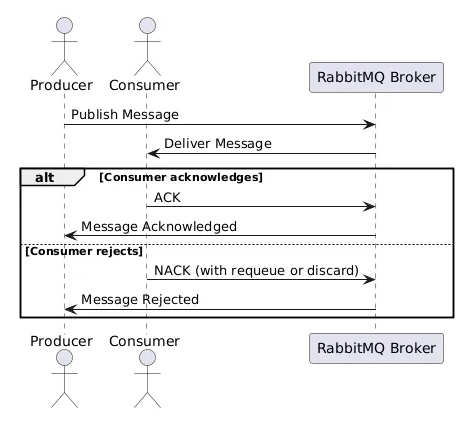 Producer
Consumer
RabbitMQ Broker
Publish Message
Deliver Message
alt
[Consumer acknowledges]
ACK
Message Acknowledged
[Consumer rejects]
NACK (with requeue or discard)
Message Rejected
Producer
Consumer
RabbitMQ Broker